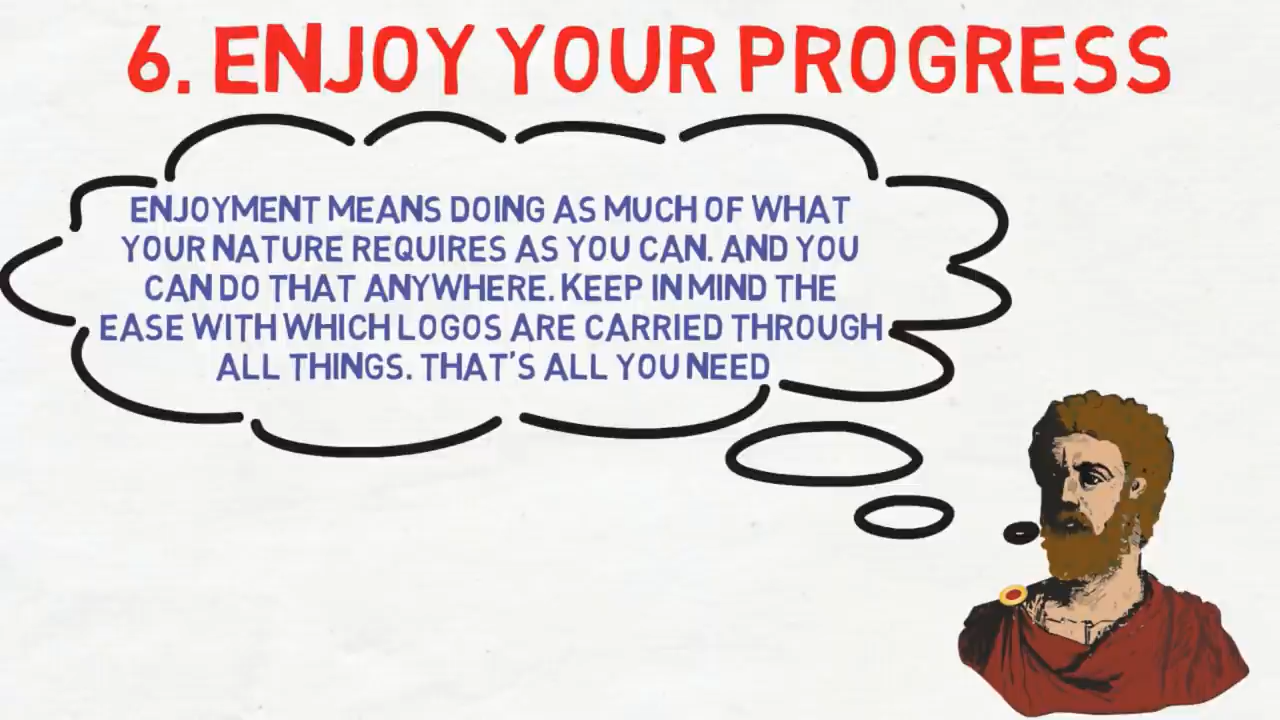 6. ENJOY YOUR PROGRESS
ENJOYMENT MEANS DOING AS MUCH OF WHAT
YOUR NATURE REQUIRES AS YOU CAN. AND YOU
CAN DO THAT ANYWHERE. KEEP IN MIND THE
EASE WITH WHICH LOGOS ARE CARRIED THROUGH
ALL THINGS. THAT'S ALL YOU NEED